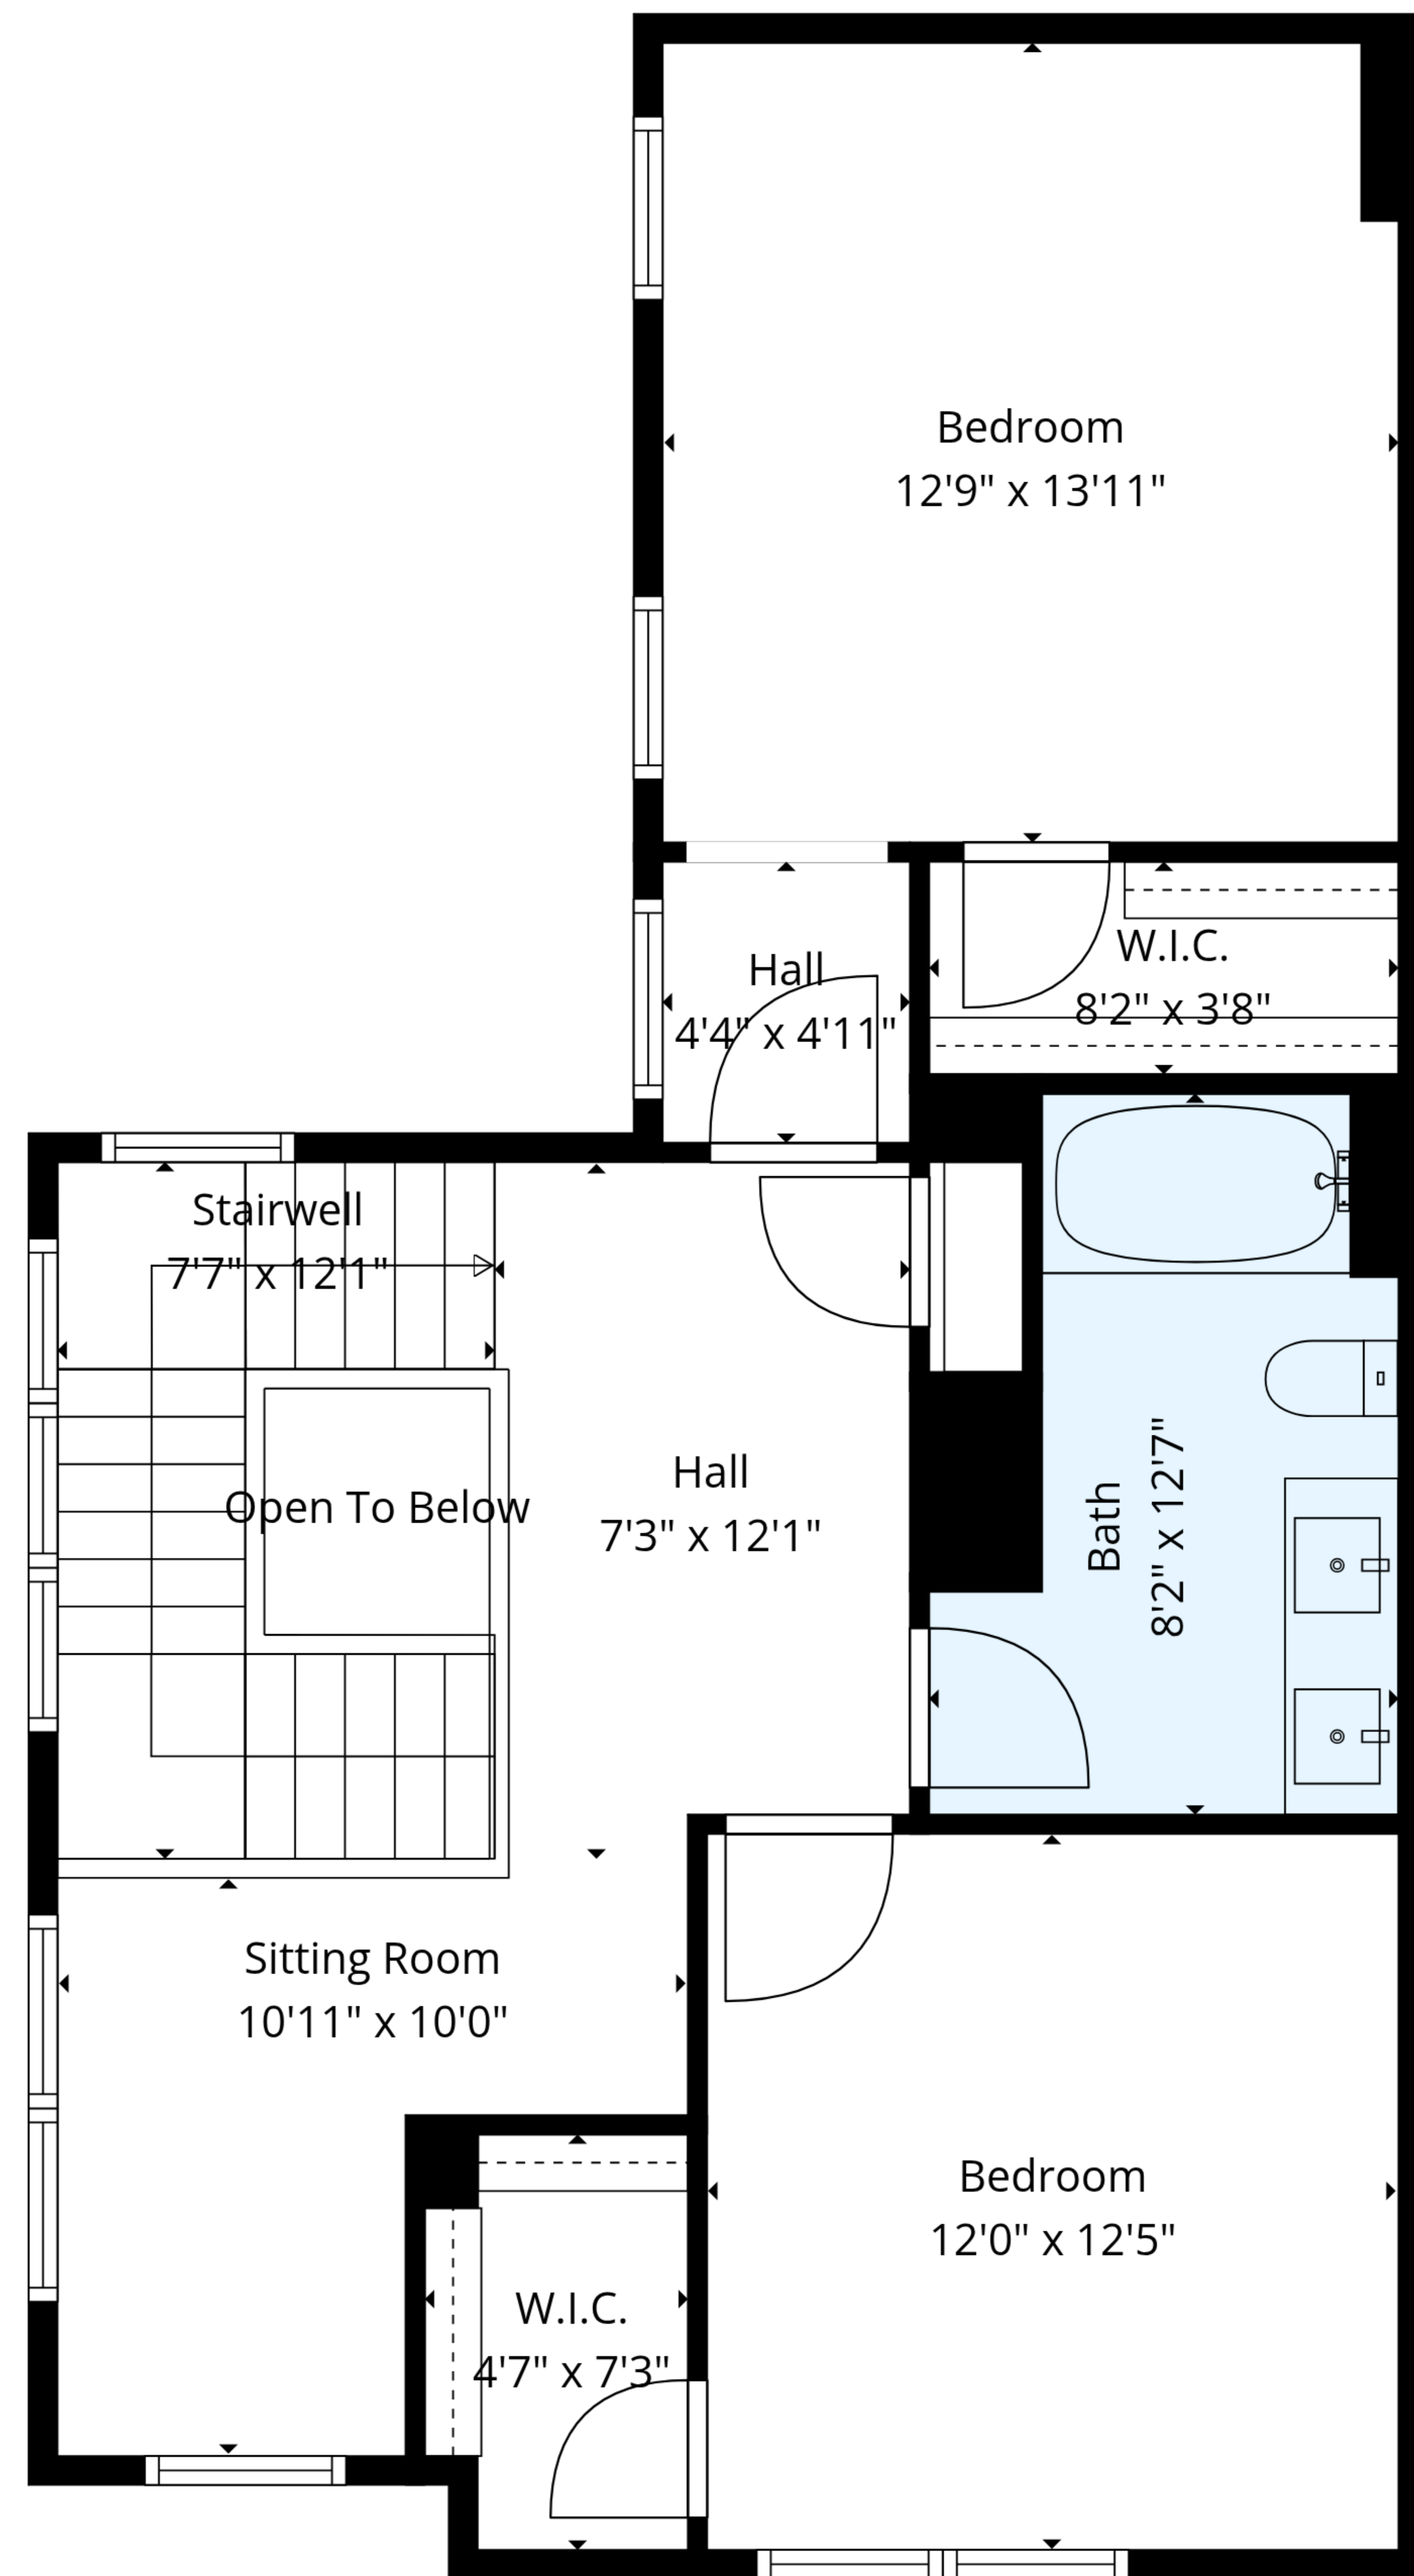 Bedroom
12'9" x 13'11"
W.I.C.
8'2" x 3'8"
Hall
4'4" x 4'11"
Stairwell
7'7" x 12'1"
Open To Below
Hall
7'3" x 12'1"
Bath
8'2" x 12'7"
Sitting Room
10'11" x 10'0"
Bedroom
12'0" x 12'5"
W.I.C.
4'7" x 7'3"